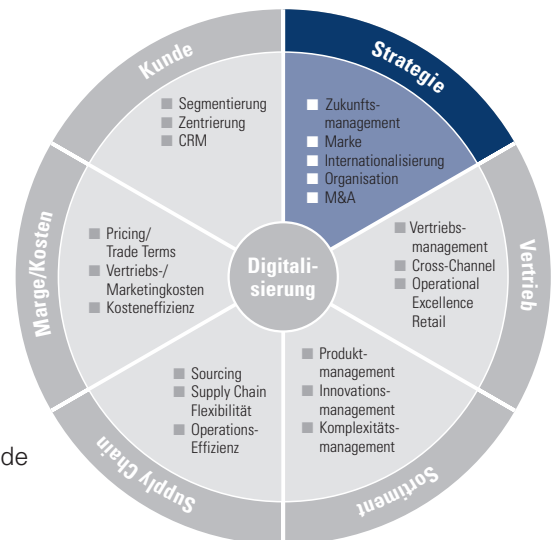 Kunde
■ Segmentierung
■ Zentrierung
■ CRM
Strategie
■ Zukunfts-
management
■ Marke
■ Internationalisierung
■ Organisation
■ M&A
Vertrieb
■ Vertriebs-
management
■ Cross-Channel
■ Operational
Excellence
Retail
Sortiment
■ Produkt-
management
■ Innovations-
management
■ Komplexitäts-
management
Supply Chain
■ Sourcing
■ Supply Chain
Flexibilität
■ Operations-
Effizienz
Marge/Kosten
■ Pricing/
Trade Terms
■ Vertriebs-/
Marketingkosten
■ Kosteneffizienz
Digitali-
sierung
de